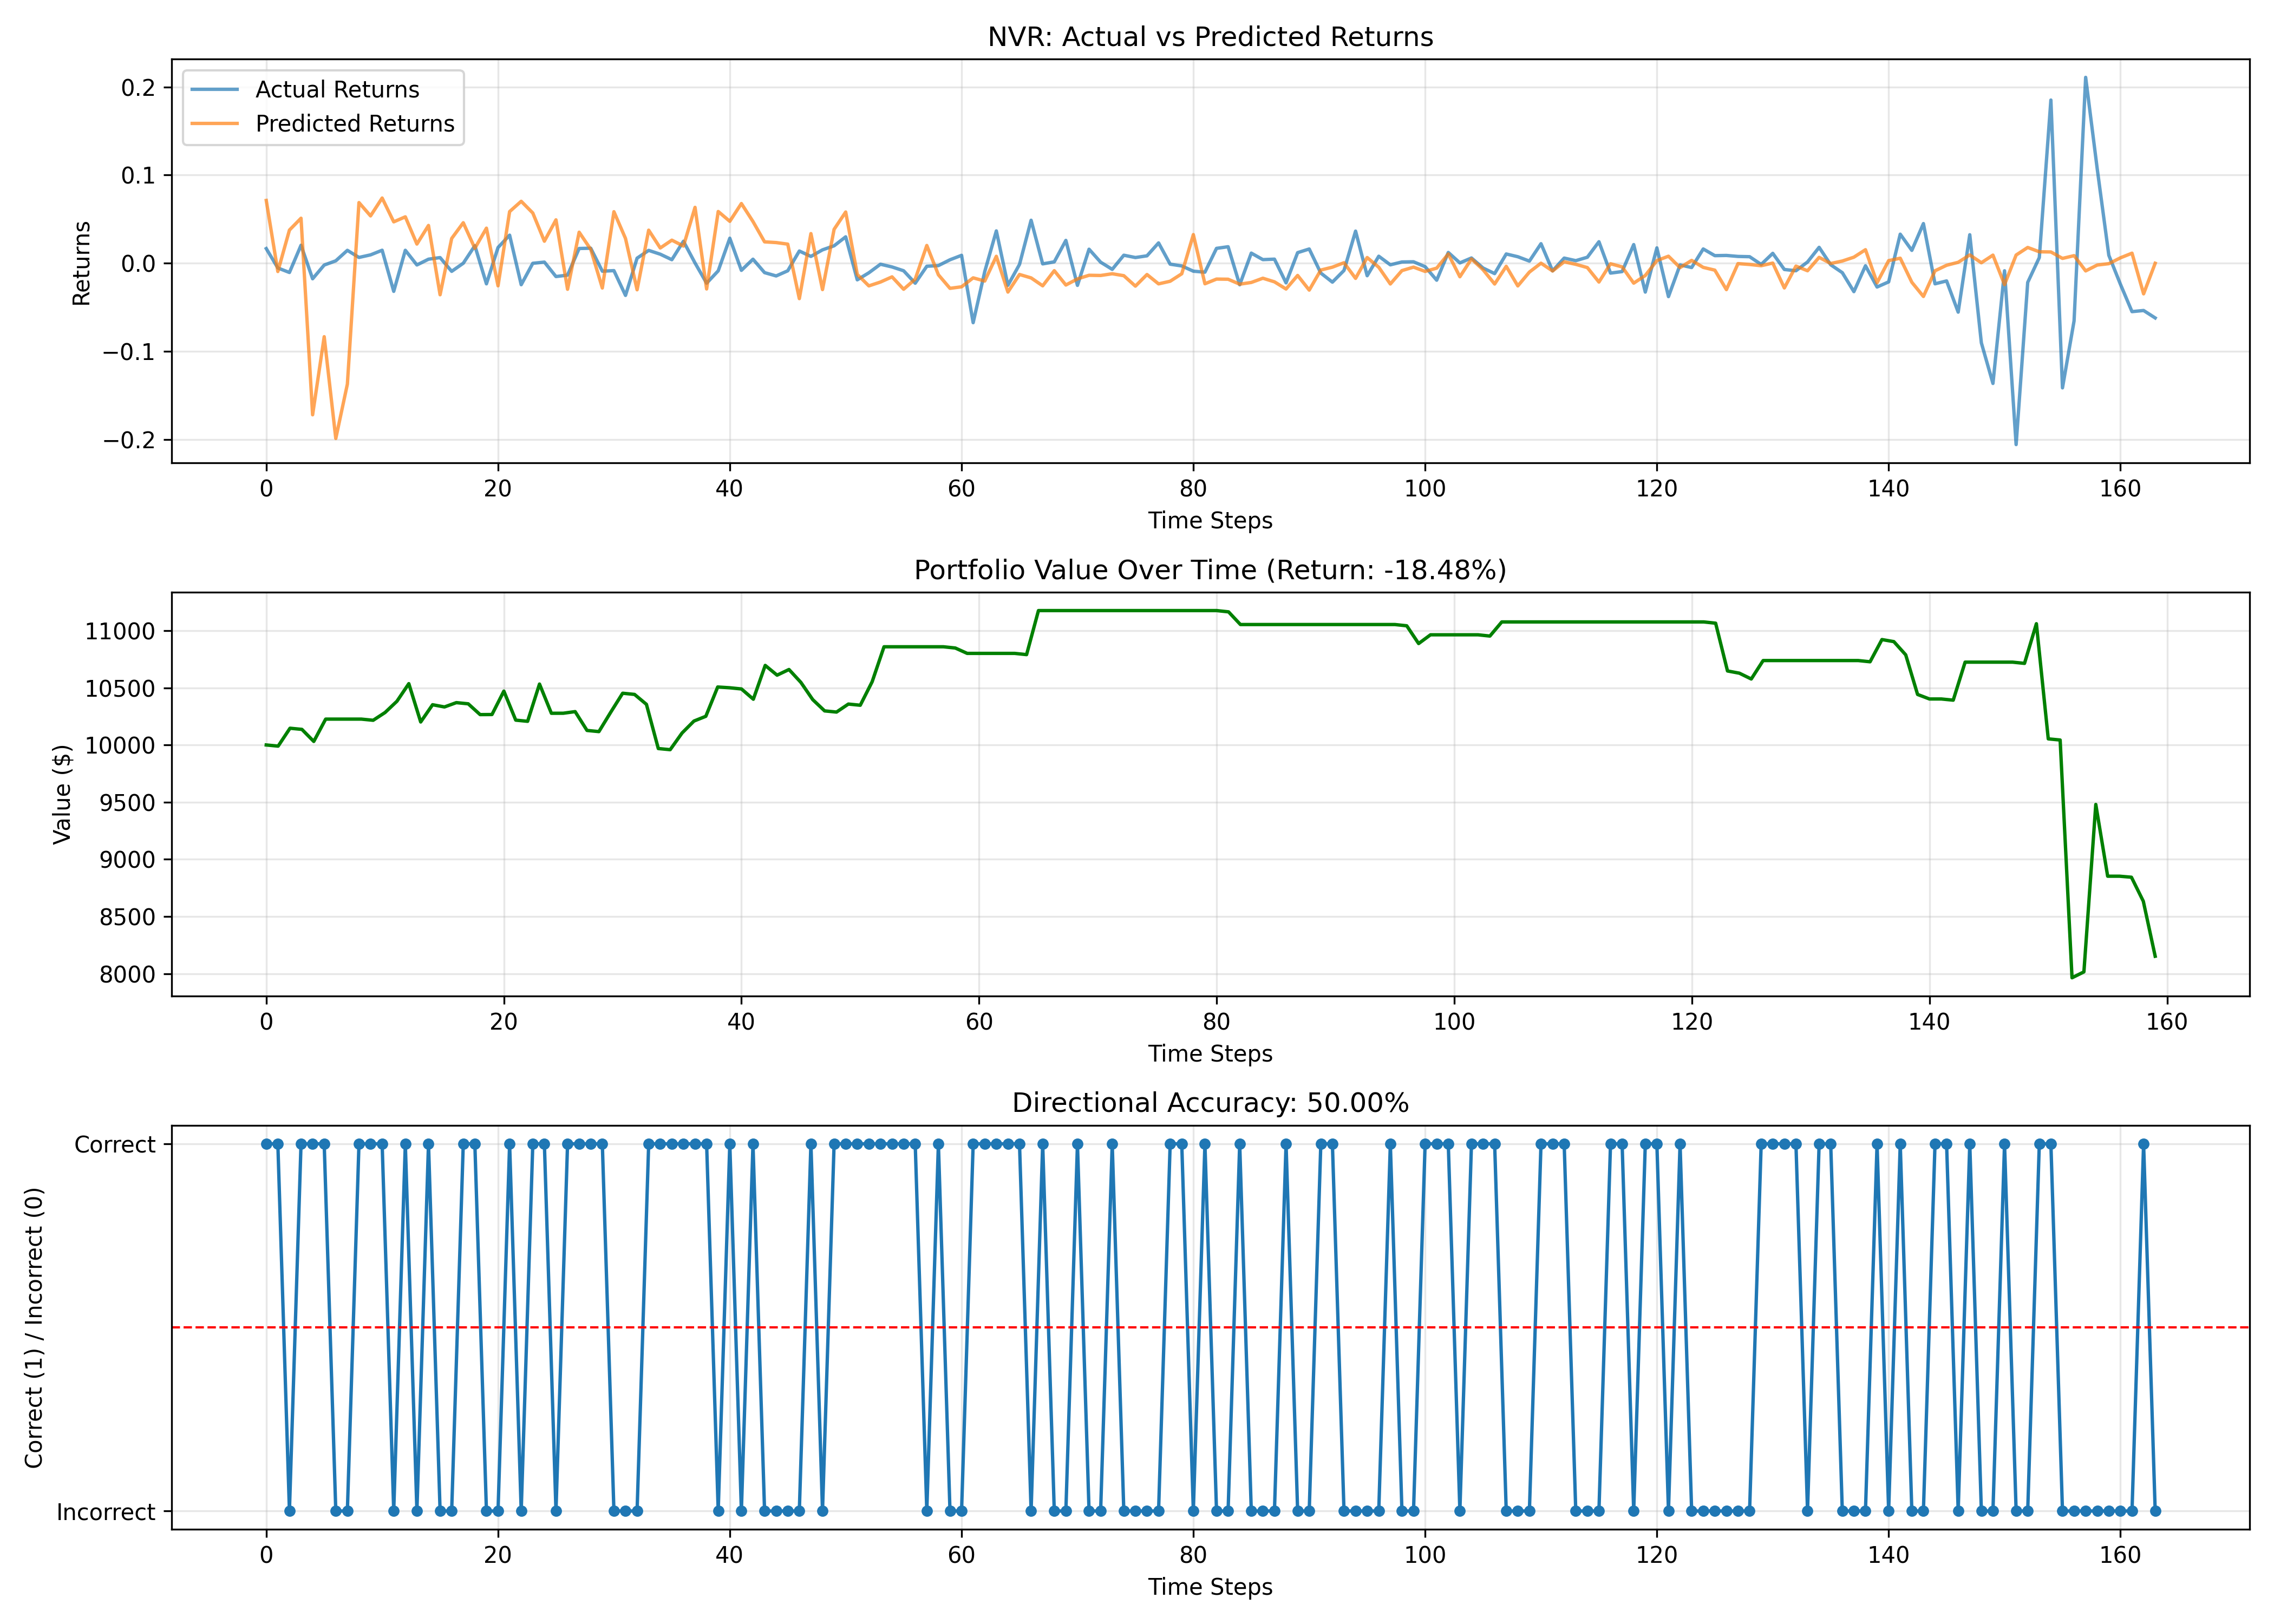 NVR: Actual vs Predicted Returns
Actual Returns
Predicted Returns
Returns
0.2
0.1
0.0
−0.1
−0.2
0 20 40 60 80 100 120 140 160
Time Steps
Portfolio Value Over Time (Return: -18.48%)
Value ($)
11000
10500
10000
9500
9000
8500
8000
0 20 40 60 80 100 120 140 160
Time Steps
Directional Accuracy: 50.00%
Correct (1) / Incorrect (0)
Correct
Incorrect
0 20 40 60 80 100 120 140 160
Time Steps